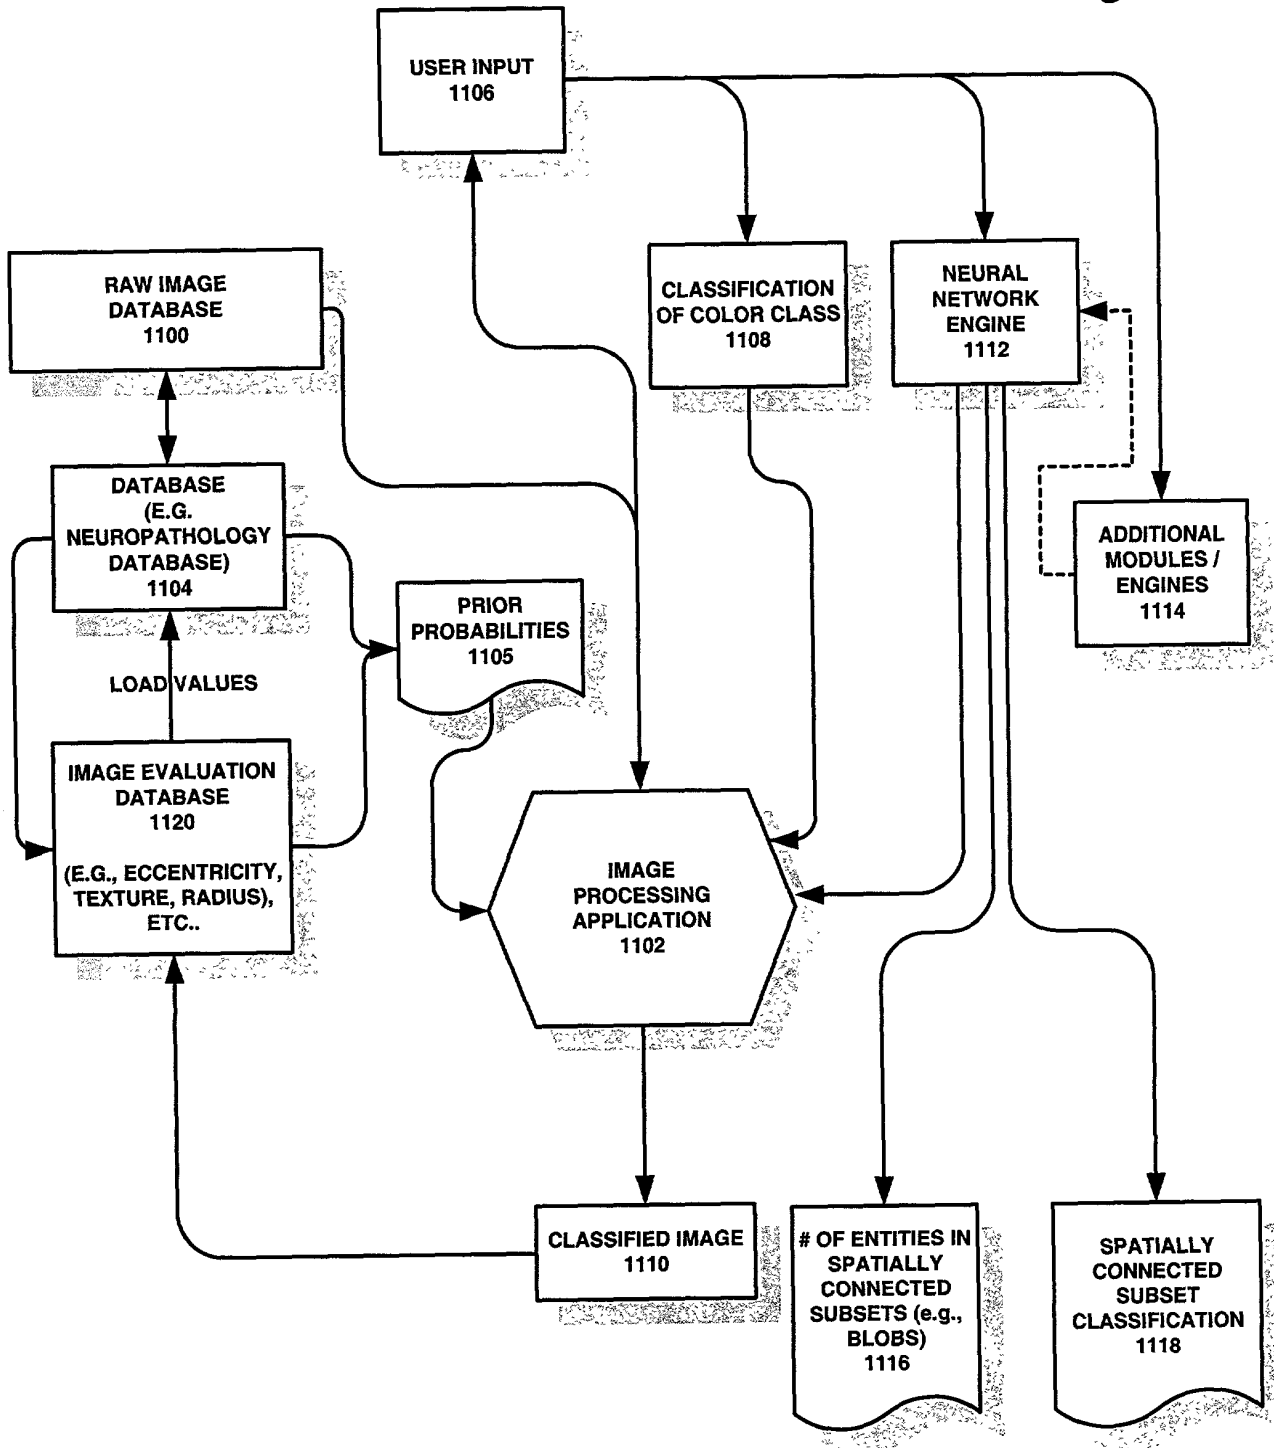 USER INPUT
1106
RAW IMAGE
DATABASE
1100
CLASSIFICATION
OF COLOR CLASS
1108
NEURAL
NETWORK
ENGINE
1112
DATABASE
(E.G.
NEUROPATHOLOGY
DATABASE)
1104
ADDITIONAL
MODULES /
ENGINES
1114
PRIOR
PROBABILITIES
1105
LOAD VALUES
IMAGE EVALUATION
DATABASE
1120
(E.G., ECCENTRICITY,
TEXTURE, RADIUS),
ETC..
IMAGE
PROCESSING
APPLICATION
1102
CLASSIFIED IMAGE
1110
# OF ENTITIES IN
SPATIALLY
CONNECTED
SUBSETS (e.g.,
BLOBS)
1116
SPATIALLY
CONNECTED
SUBSET
CLASSIFICATION
1118